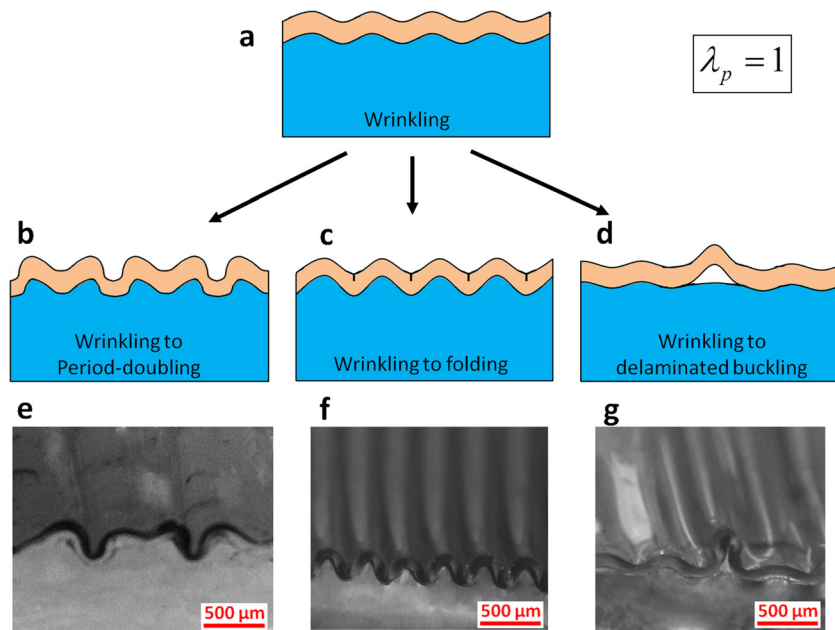 a
λp = 1
Wrinkling
b
c
d
Wrinkling to
Period-doubling
Wrinkling to folding
Wrinkling to
delaminated buckling
e
f
g
500 µm
500 µm
500 µm